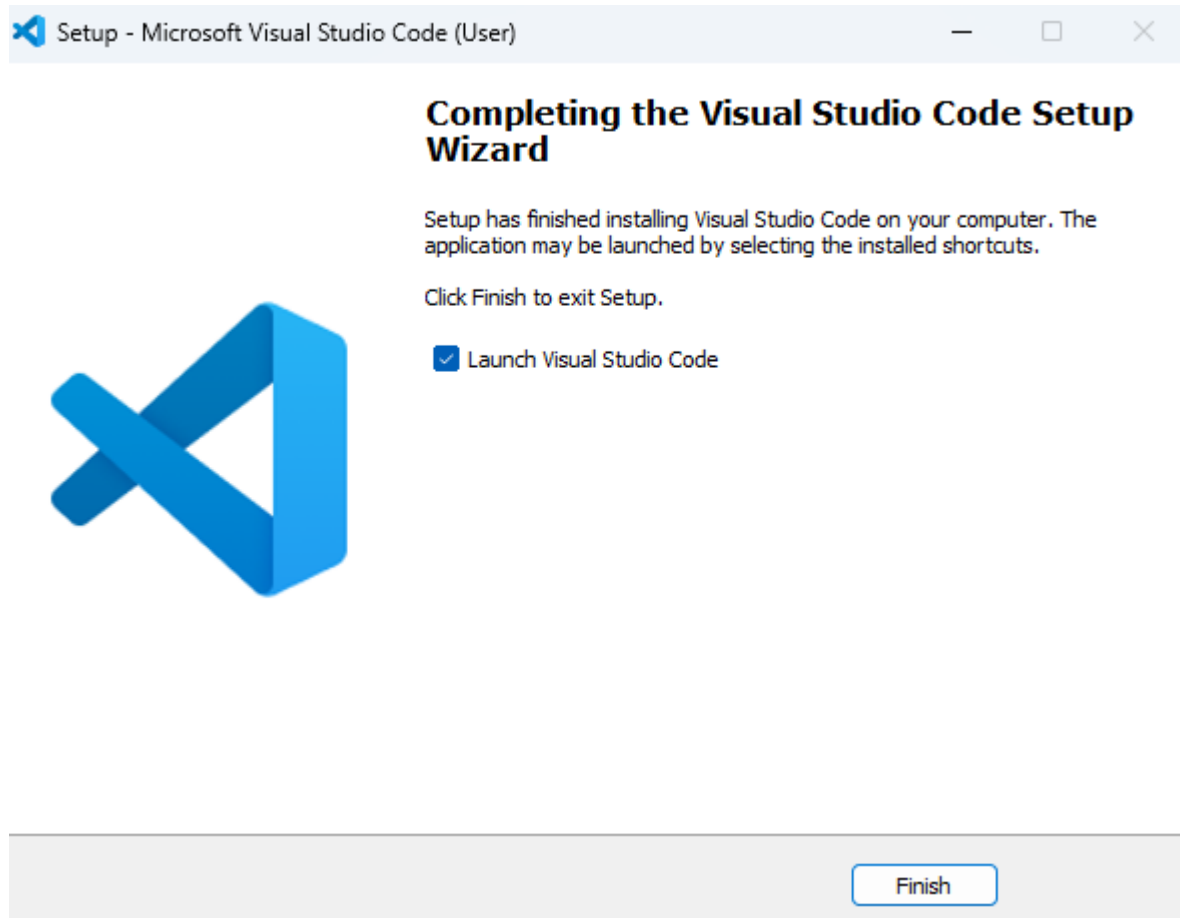 Setup - Microsoft Visual Studio Code (User)
Completing the Visual Studio Code Setup
Wizard
Setup has finished installing Visual Studio Code on your computer. The
application may be launched by selecting the installed shortcuts.
Click Finish to exit Setup.
Launch Visual Studio Code
Finish